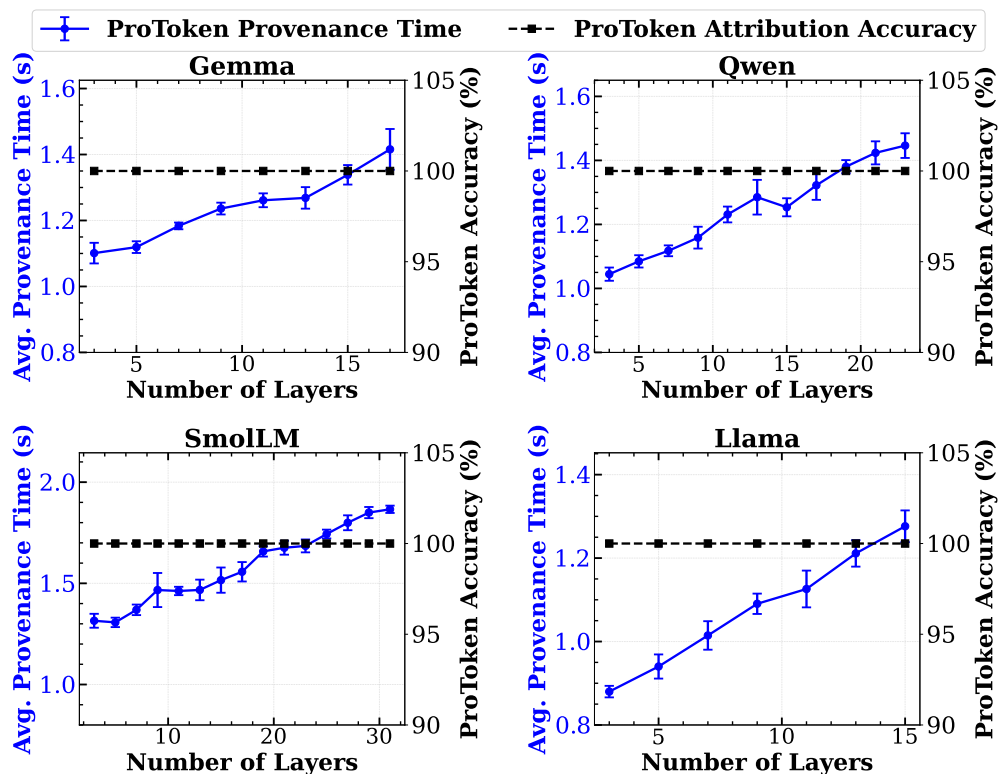 ProToken Provenance Time
ProToken Attribution Accuracy
Gemma
Avg. Provenance Time (s)
1.6
1.4
1.2
1.0
0.8
5
10
15
Number of Layers
105
100
95
90
ProToken Accuracy (%)
Qwen
Avg. Provenance Time (s)
1.6
1.4
1.2
1.0
0.8
5
10
15
20
Number of Layers
105
100
95
90
ProToken Accuracy (%)
SmolLM
Avg. Provenance Time (s)
2.0
1.5
1.0
10
20
30
Number of Layers
105
100
95
90
ProToken Accuracy (%)
Llama
Avg. Provenance Time (s)
1.4
1.2
1.0
0.8
5
10
15
Number of Layers
105
100
95
90
ProToken Accuracy (%)